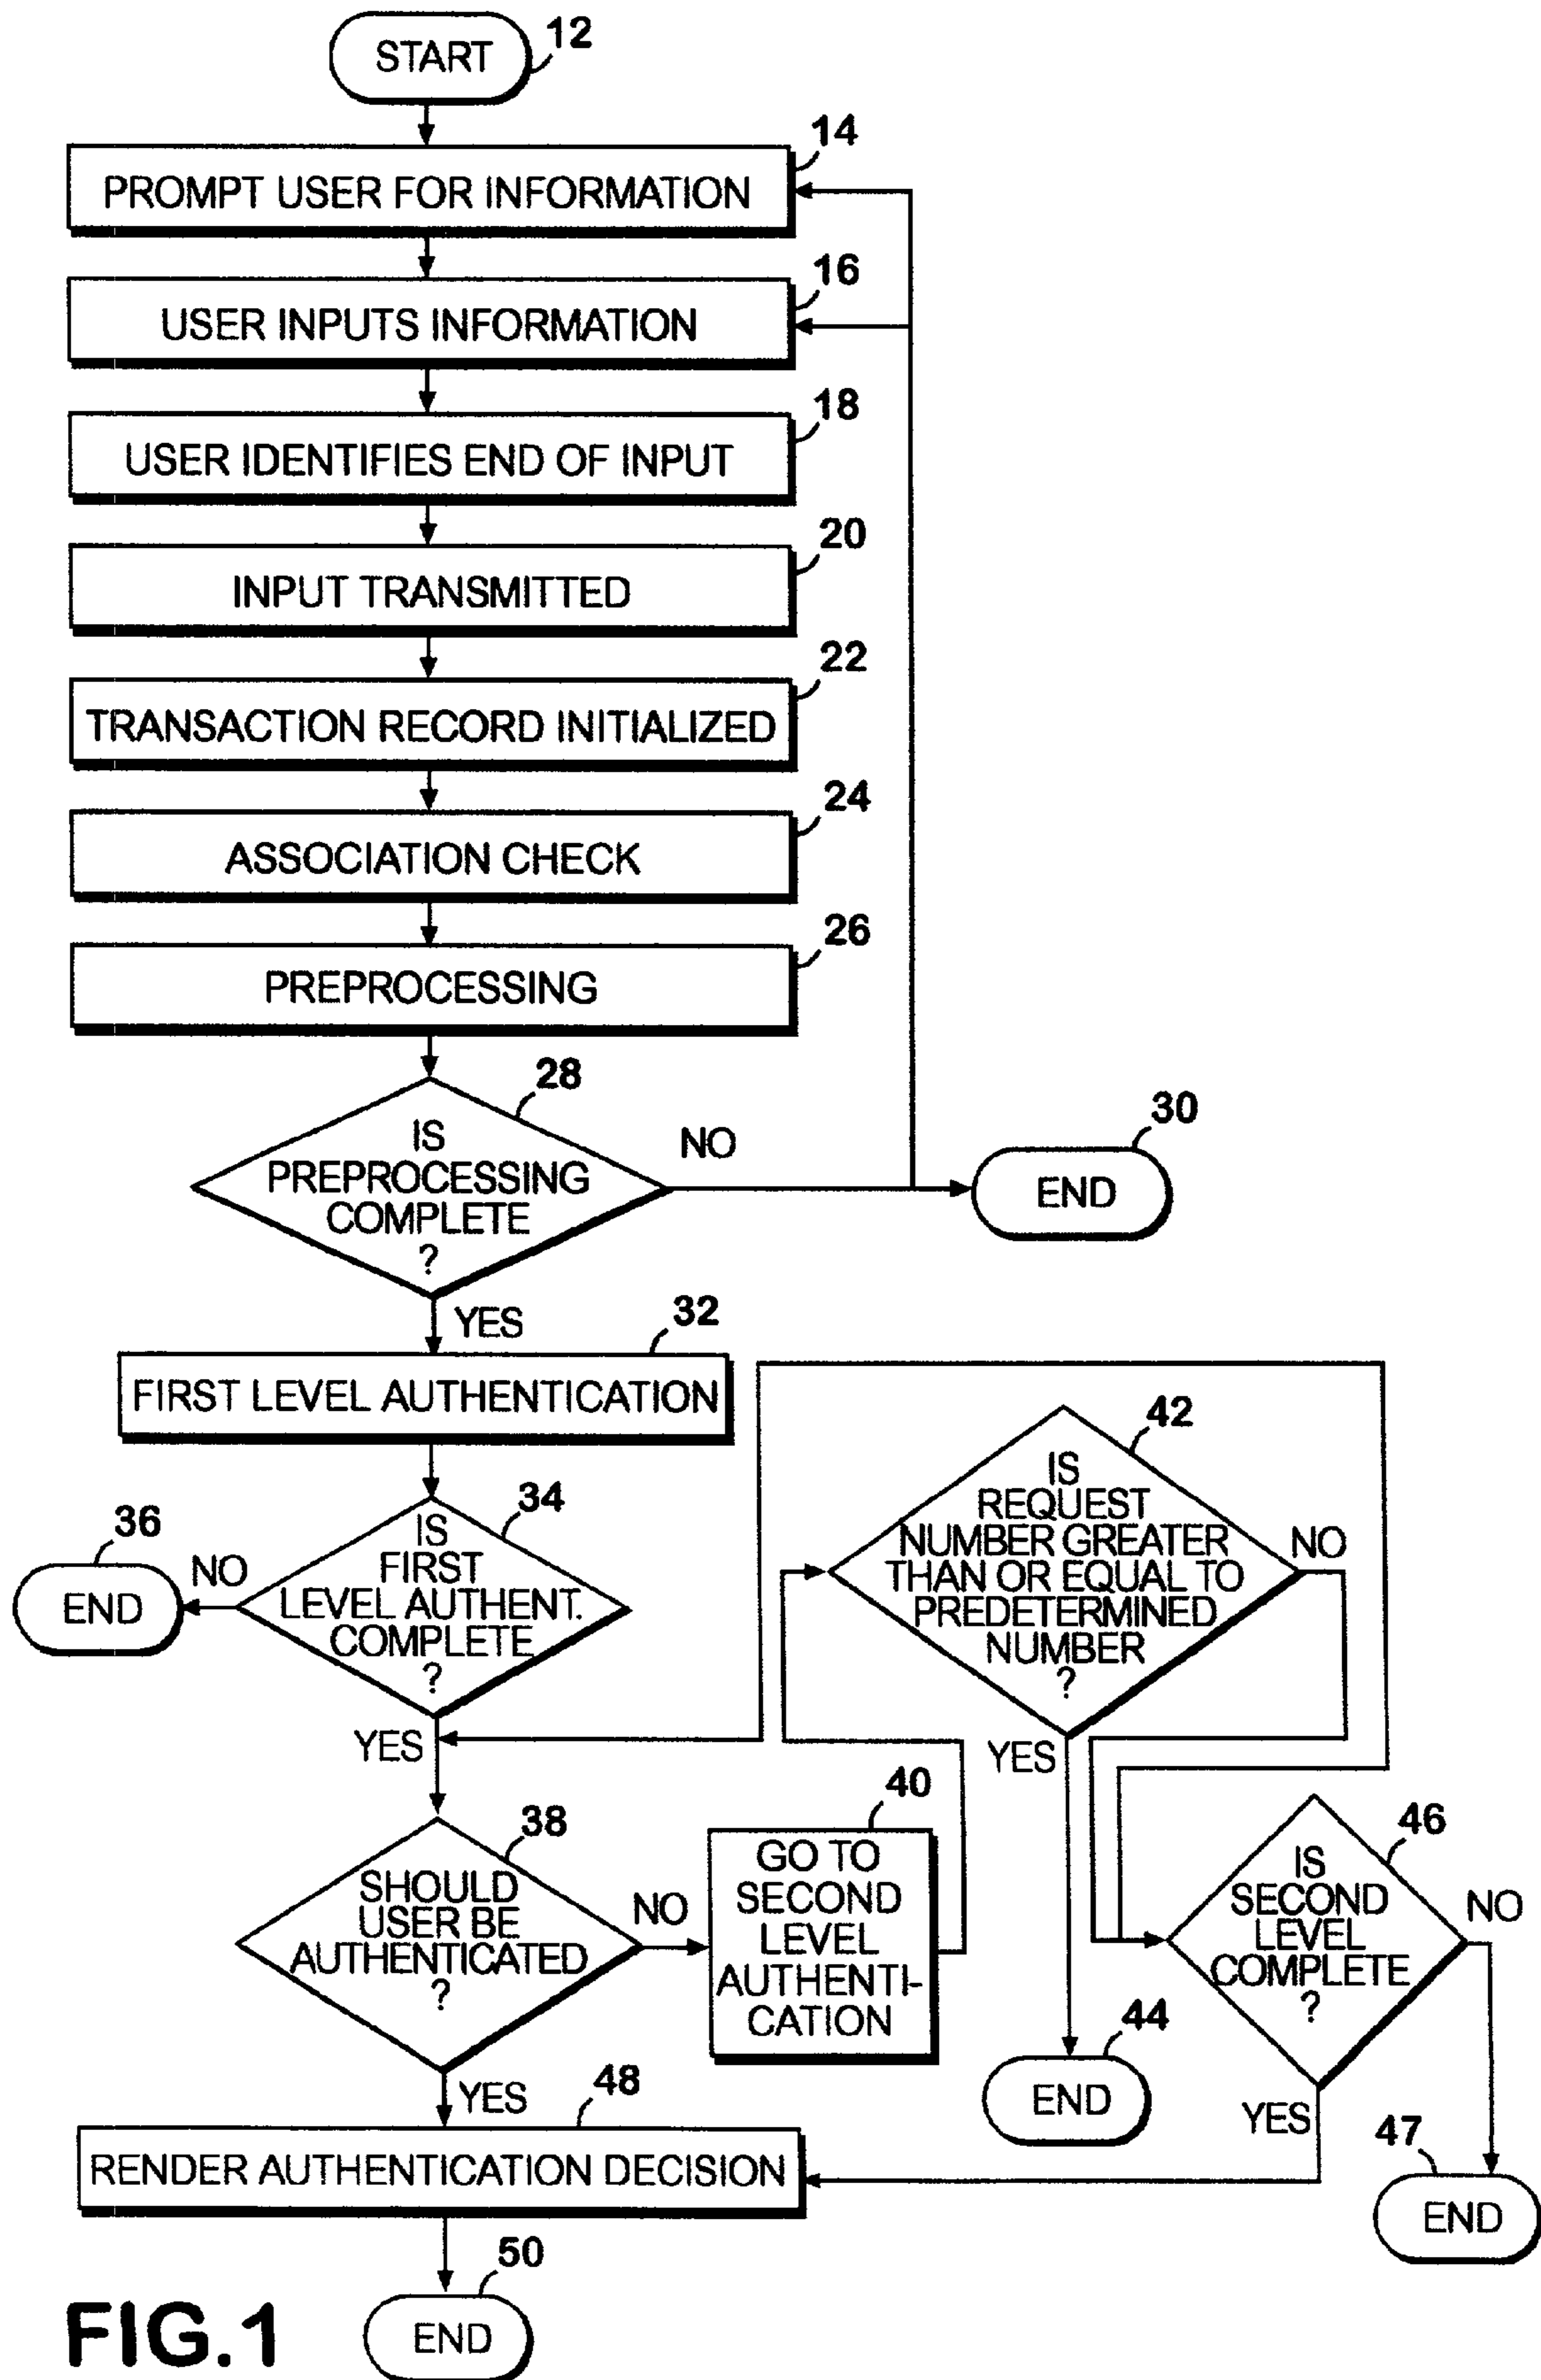 START
12
14
PROMPT USER FOR INFORMATION
16
USER INPUTS INFORMATION
18
USER IDENTIFIES END OF INPUT
20
INPUT TRANSMITTED
22
TRANSACTION RECORD INITIALIZED
24
ASSOCIATION CHECK
26
PREPROCESSING
28
IS
PREPROCESSING
COMPLETE
?
NO
30
END
YES
32
FIRST LEVEL AUTHENTICATION
34
IS
FIRST
LEVEL AUTHENT.
COMPLETE
?
NO
36
END
YES
42
IS
REQUEST
NUMBER GREATER
THAN OR EQUAL TO
PREDETERMINED
NUMBER
?
NO
YES
38
SHOULD
USER BE
AUTHENTICATED
?
NO
40
GO TO
SECOND
LEVEL
AUTHENTI-
CATION
44
END
46
IS
SECOND
LEVEL
COMPLETE
?
NO
YES
47
END
YES
48
RENDER AUTHENTICATION DECISION
50
END
FIG.1